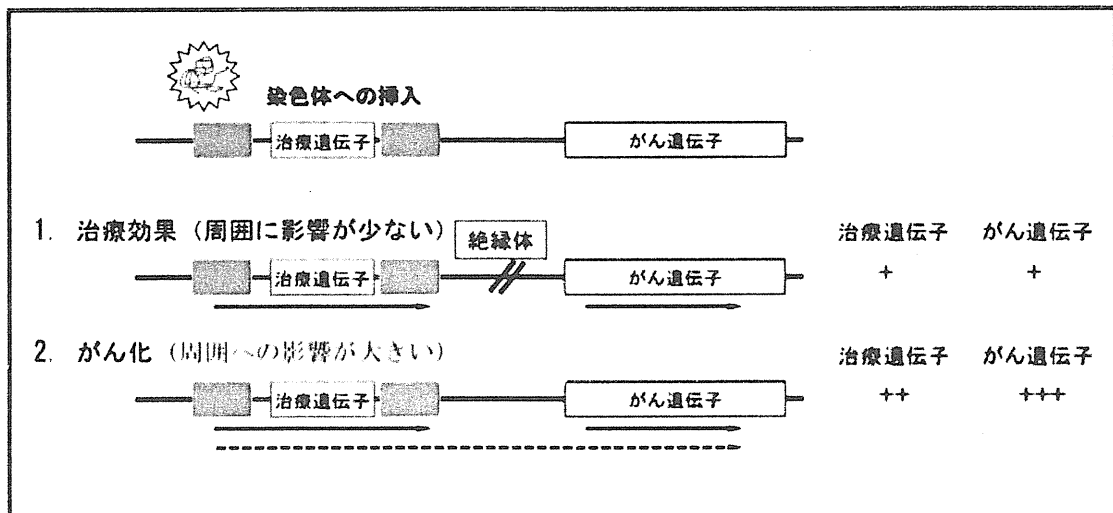 染色体への挿入
治療遺伝子 がん遺伝子
1. 治療効果（周囲に影響が少ない） 絶縁体 治療遺伝子 がん遺伝子
治療遺伝子 がん遺伝子 + +
2. がん化（周囲への影響が大きい） 治療遺伝子 がん遺伝子
治療遺伝子 がん遺伝子 ++ +++